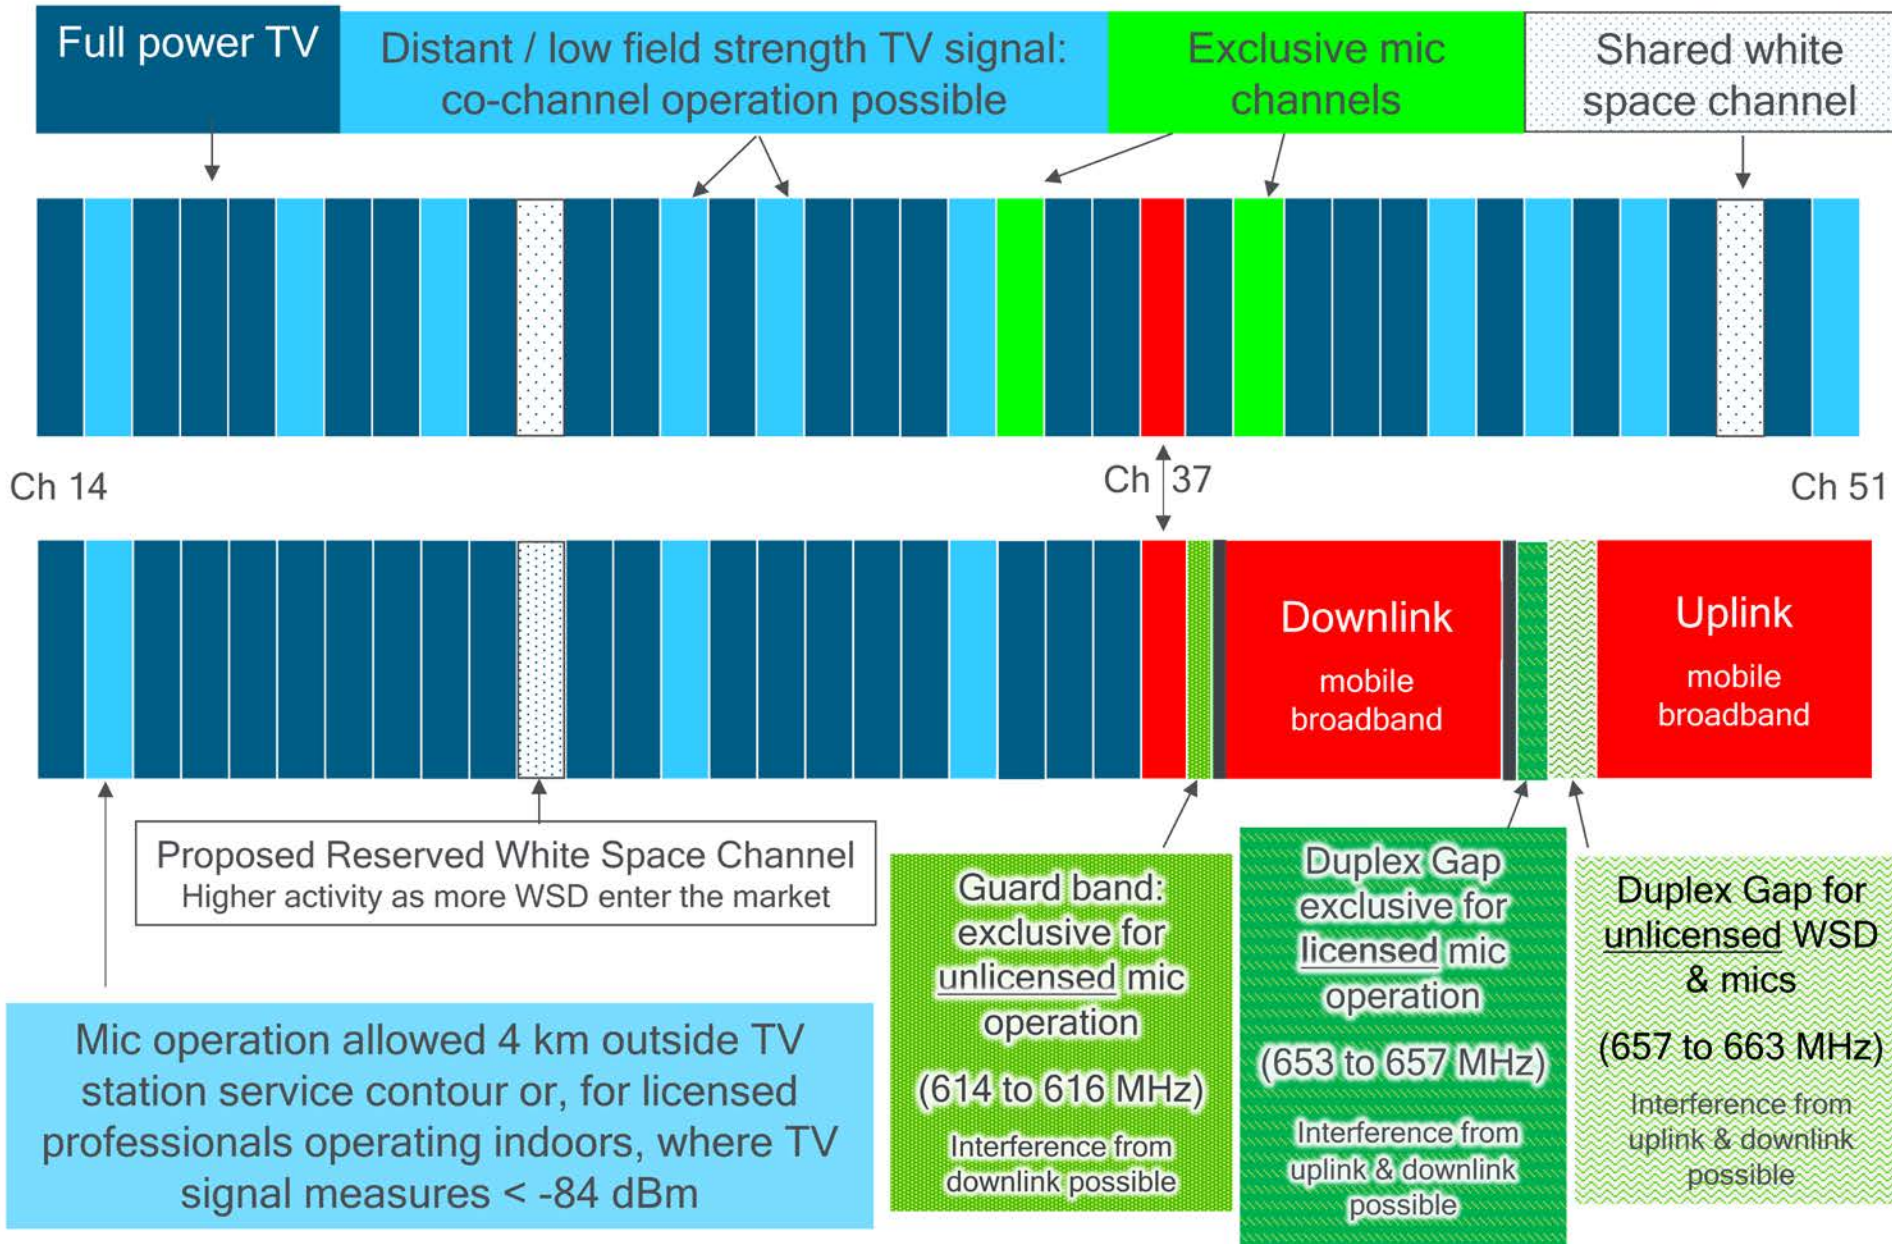 Full power TV
Distant / low field strength TV signal:
co-channel operation possible
Exclusive mic
channels
Shared white
space channel
Ch 14
Ch 37
Ch 51
Downlink
mobile
broadband
Uplink
mobile
broadband
Proposed Reserved White Space Channel
Higher activity as more WSD enter the market
Mic operation allowed 4 km outside TV
station service contour or, for licensed
professionals operating indoors, where TV
signal measures < -84 dBm
Guard band:
exclusive for
unlicensed mic
operation
(614 to 616 MHz)
Interference from
downlink possible
Duplex Gap
exclusive for
licensed mic
operation
(653 to 657 MHz)
Interference from
uplink & downlink
possible
Duplex Gap for
unlicensed WSD
& mics
(657 to 663 MHz)
Interference from
uplink & downlink
possible